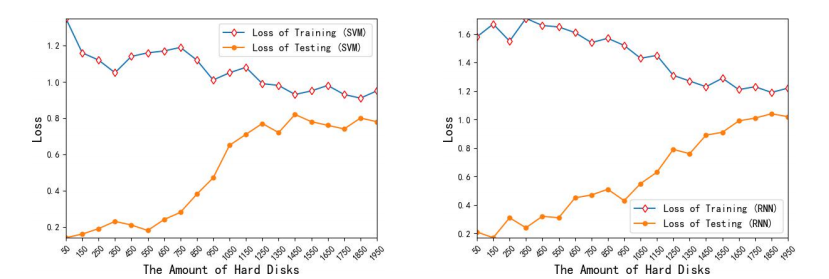 Loss of Training (SVM)
Loss of Testing (SVM)
1.2
1.0
0.8
0.6
0.4
0.2
Loss
50 150 250 350 450 550 650 750 850 950 1050 1150 1250 1350 1450 1550 1650 1750 1850 1950
The Amount of Hard Disks
1.6
1.4
1.2
1.0
0.8
0.6
0.4
0.2
Loss
Loss of Training (RNN)
Loss of Testing (RNN)
50 150 250 350 450 550 650 750 850 950 1050 1150 1250 1350 1450 1550 1650 1750 1850 1950
The Amount of Hard Disks